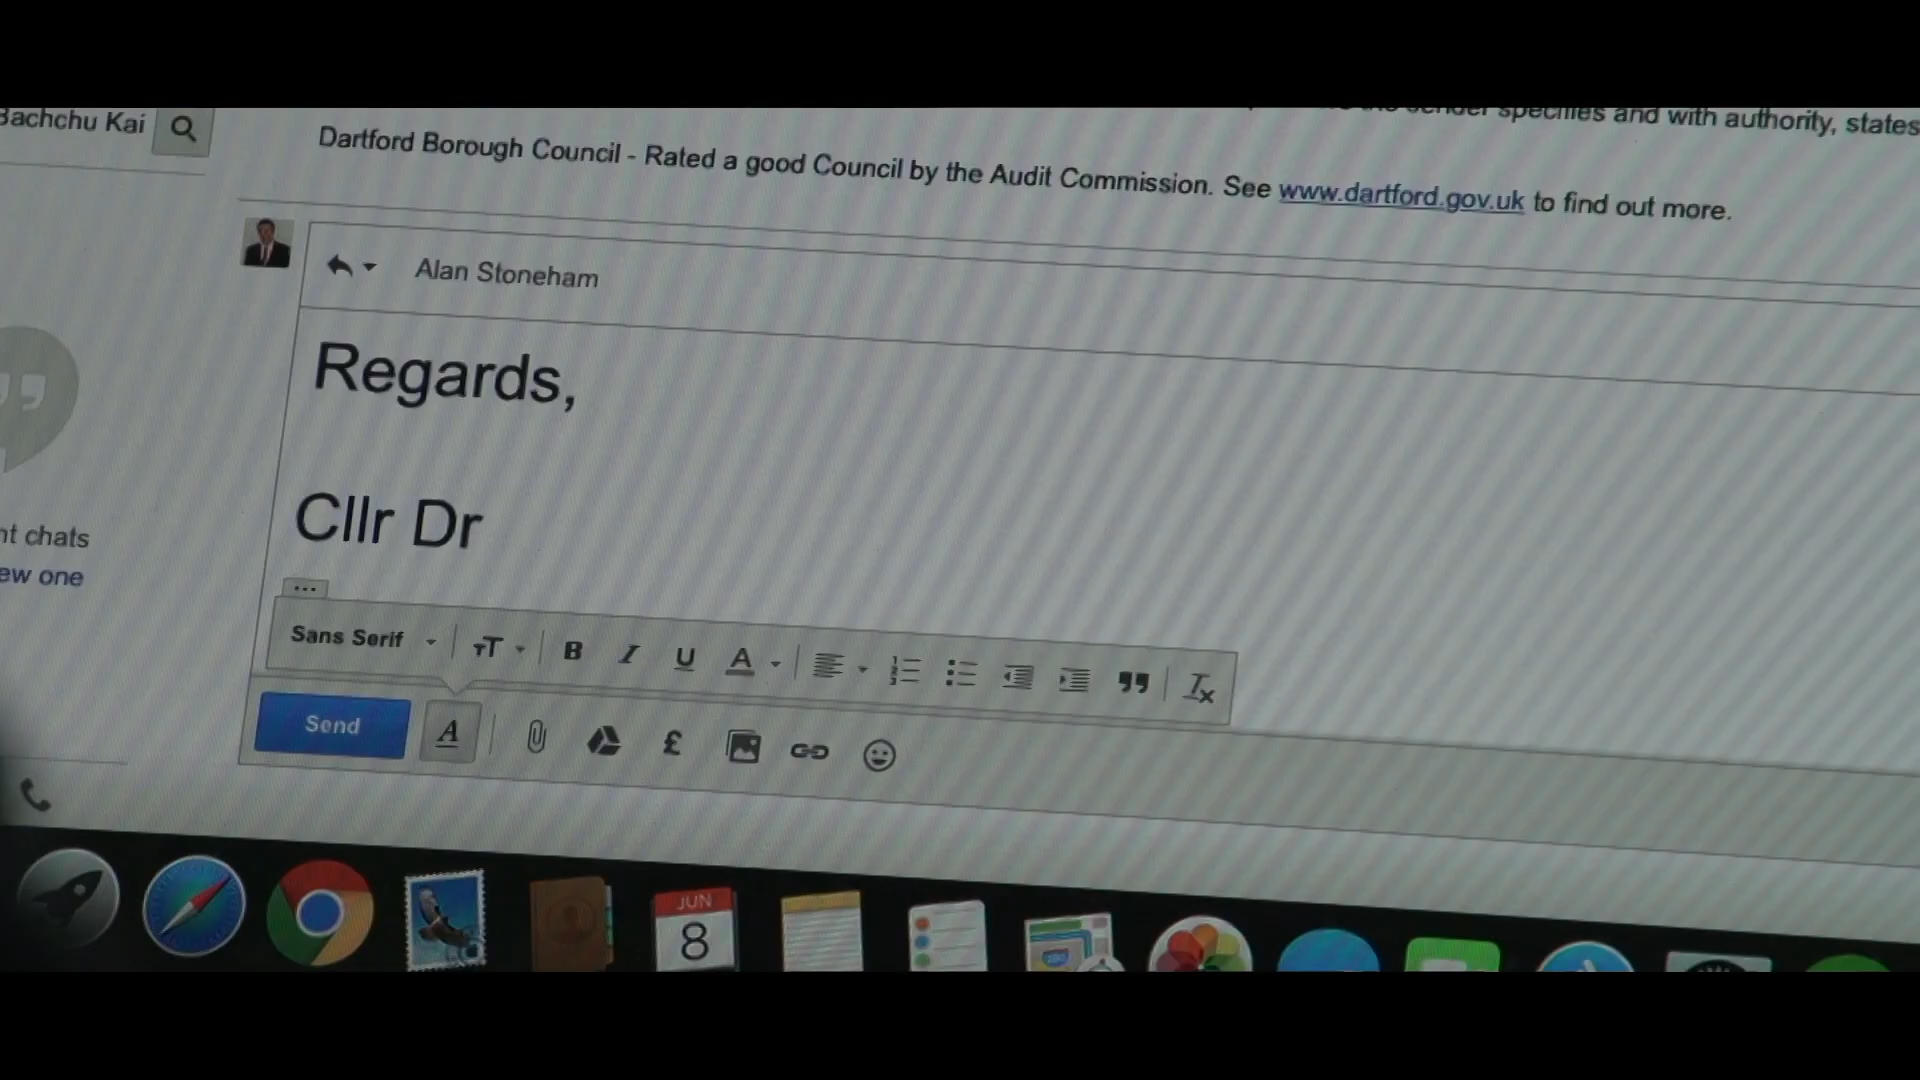 sender specifies and with authority, states
Bachchu Kai
Dartford Borough Council - Rated a good Council by the Audit Commission. See www.dartford.gov.uk to find out more.
Alan Stoneham
Regards,
Cllr Dr
nt chats
ew one
Sans Serif
Send
JUN
8